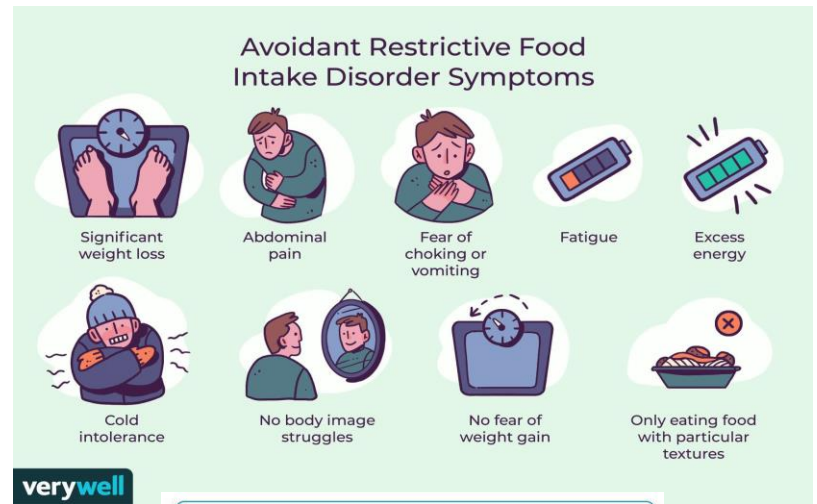 Avoidant Restrictive Food
Intake Disorder Symptoms
Significant
weight loss
Abdominal
pain
Fear of
choking or
vomiting
Fatigue
Excess
energy
Cold
intolerance
No body image
struggles
No fear of
weight gain
Only eating food
with particular
textures
verywell